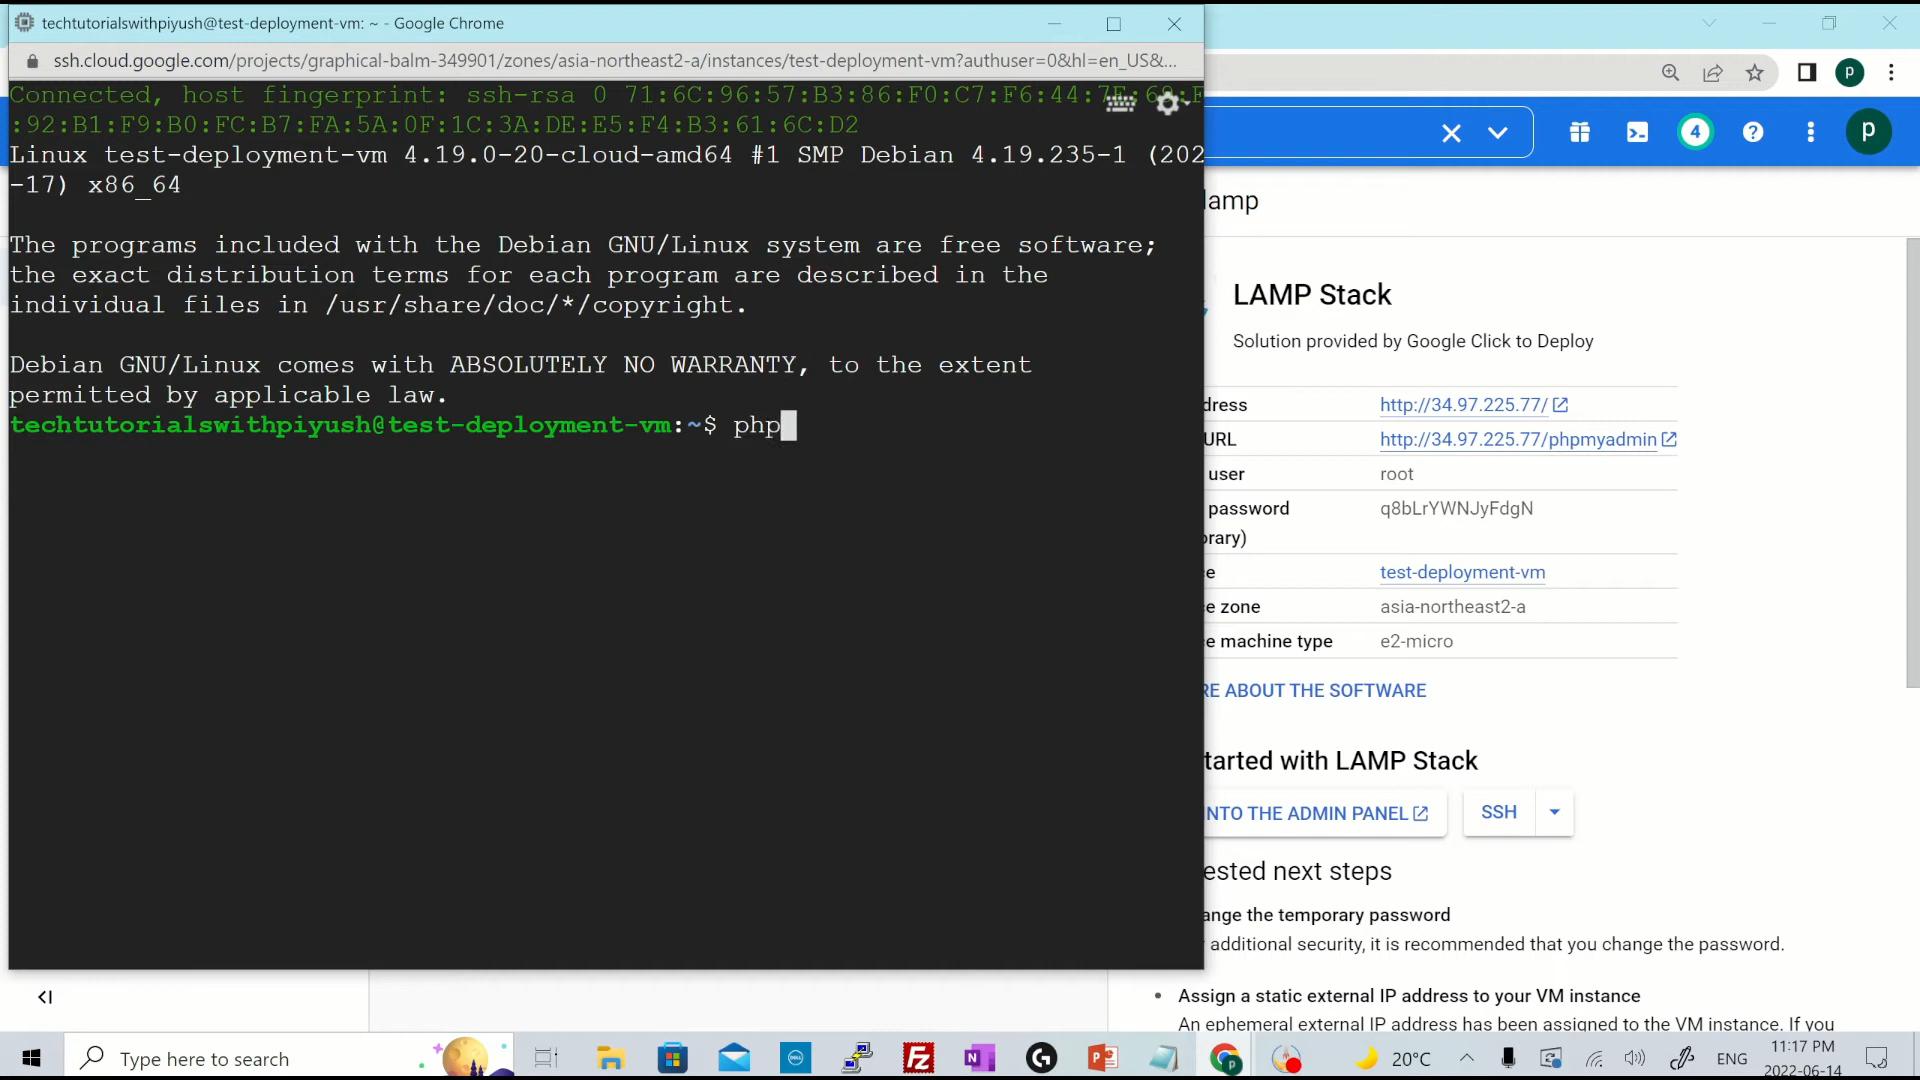 techtutorialswithpiyush@test-deployment-vm: ~ - Google Chrome
ssh.cloud.google.com/projects/graphical-balm-349901/zones/asia-northeast2-a/instances/test-deployment-vm?authuser=0&hl=en_US&...
Connected, host fingerprint: ssh-rsa 0 71:6C:96:57:B3:86:F0:C7:F6:44:7E:
:92:B1:F9:B0:FC:B7:FA:5A:0F:1C:3A:DE:E5:F4:B3:61:6C:D2
Linux test-deployment-vm 4.19.0-20-cloud-amd64 #1 SMP Debian 4.19.235-1 (202
-17) x86_64
The programs included with the Debian GNU/Linux system are free software;
the exact distribution terms for each program are described in the
individual files in /usr/share/doc/*/copyright.
Debian GNU/Linux comes with ABSOLUTELY NO WARRANTY, to the extent
permitted by applicable law.
techtutorialswithpiyush@test-deployment-vm:~$ php
p
4
p
lamp
LAMP Stack
Solution provided by Google Click to Deploy
dress http://34.97.225.77/
URL http://34.97.225.77/phpmyadmin
user root
password q8bLrYWNJyFdgN
rary)
e test-deployment-vm
e zone asia-northeast2-a
e machine type e2-micro
RE ABOUT THE SOFTWARE
tarted with LAMP Stack
NTO THE ADMIN PANEL
SSH
ested next steps
ange the temporary password
additional security, it is recommended that you change the password.
• Assign a static external IP address to your VM instance
An ephemeral external IP address has been assigned to the VM instance. If you
Type here to search
20°C
ENG
11:17 PM
2022-06-14